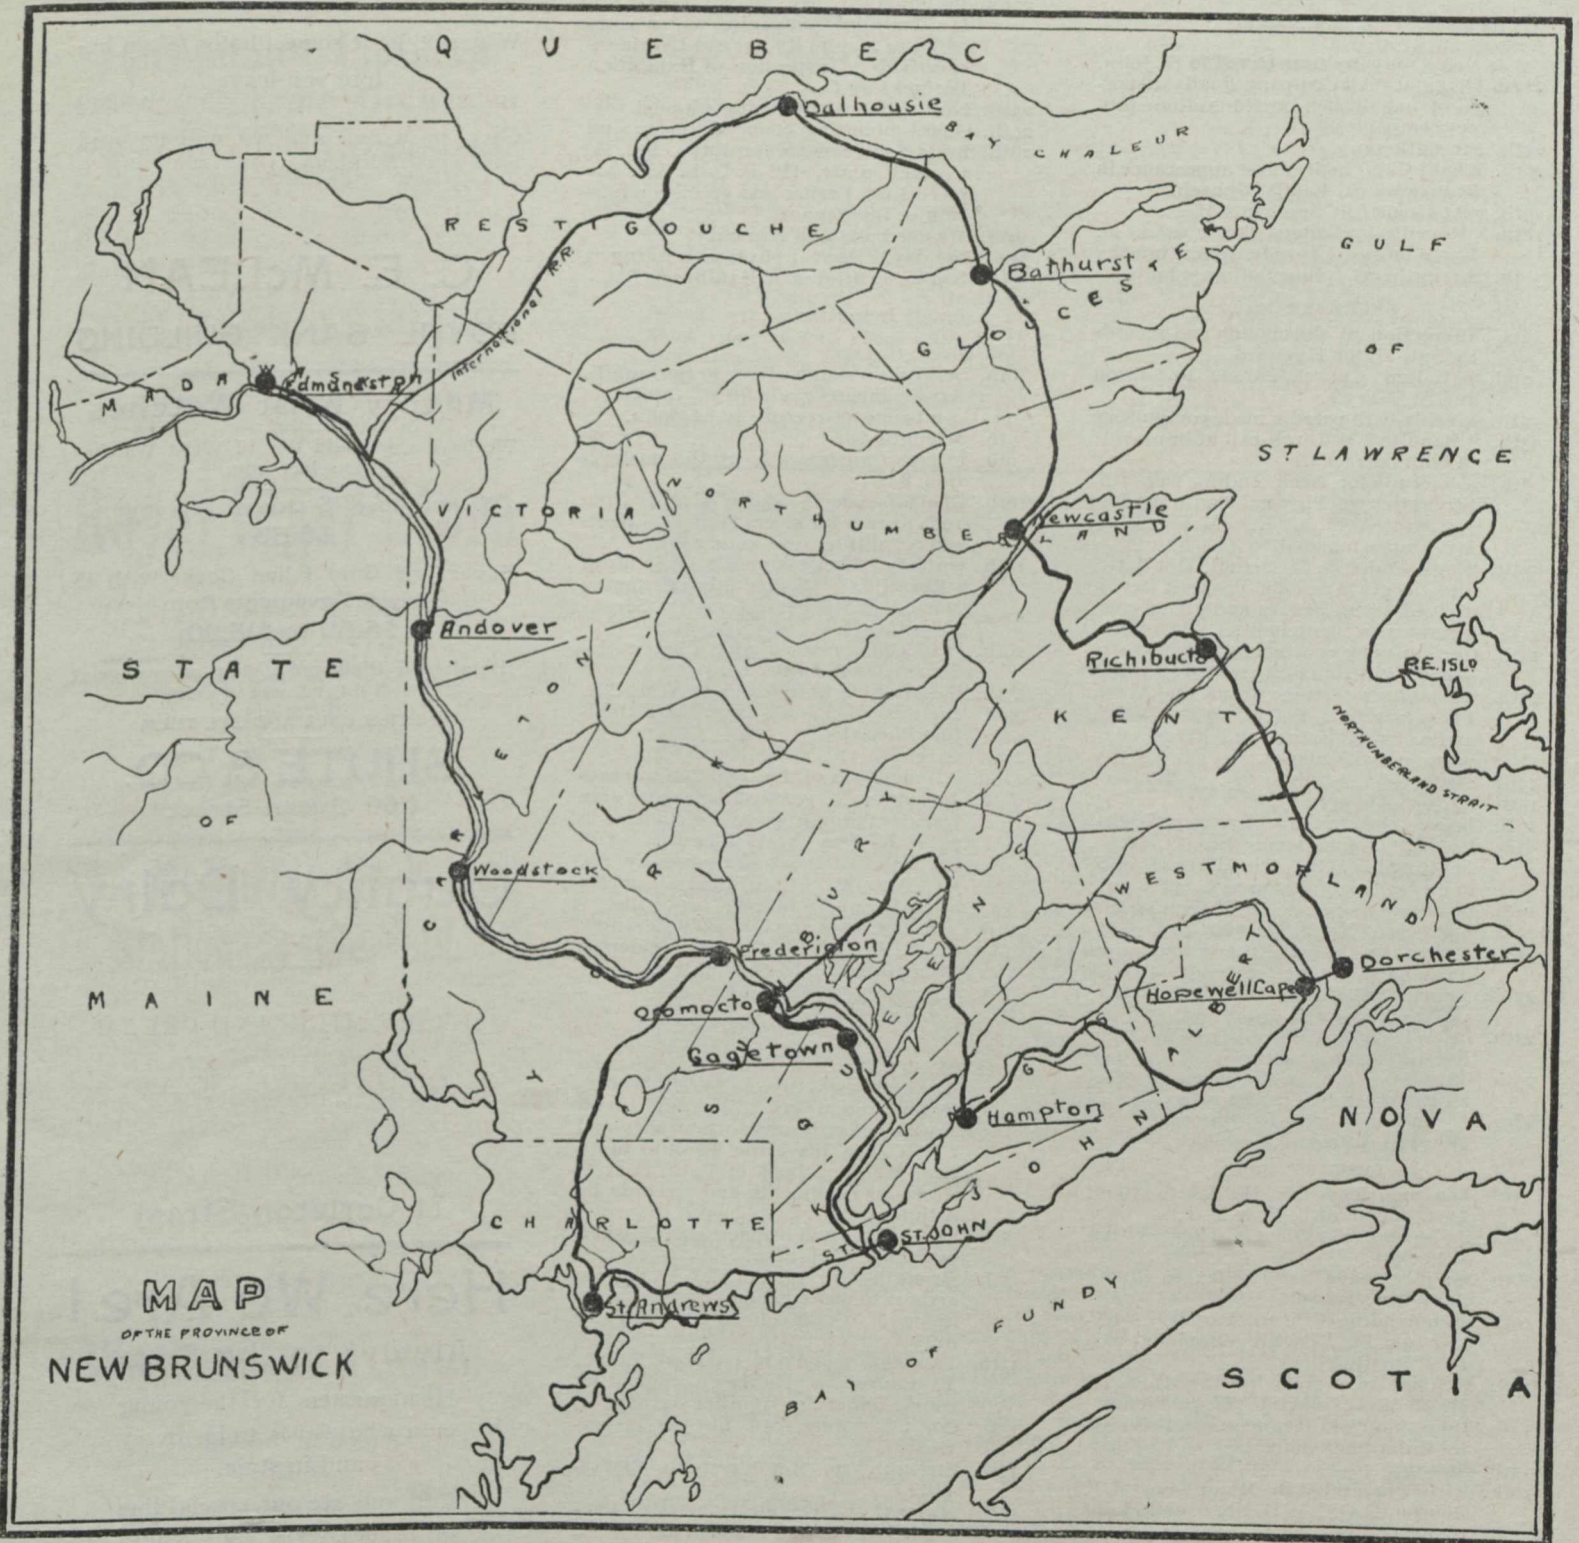 QUEBEC
Dalhousie
BAY CHALEUR
RESTIGOUCHE
GULF
International R.R.
Bathurst
GLOUCESTER
OF
MADAWASKA
Edmundston
ST LAWRENCE
VICTORIA
NORTHUMBERLAND
Newcastle
Andover
STATE
Richibucto
P.E. ISLD
KENT
NORTHUNBERLAND STRAIT
OF
CARLETON
Woodstock
YORK
WESTMORLAND
SUNBURY
Fredericton
Dorchester
MAINE
Oromocto
Hopewell Cape
ALBERT
Gagetown
QUEENS
KINGS
Hampton
NOVA
CHARLOTTE
ST. JOHN
ST. JOHN
MAP
OF THE PROVINCE OF
NEW BRUNSWICK
St. Andrews
BAY OF FUNDY
SCOTIA